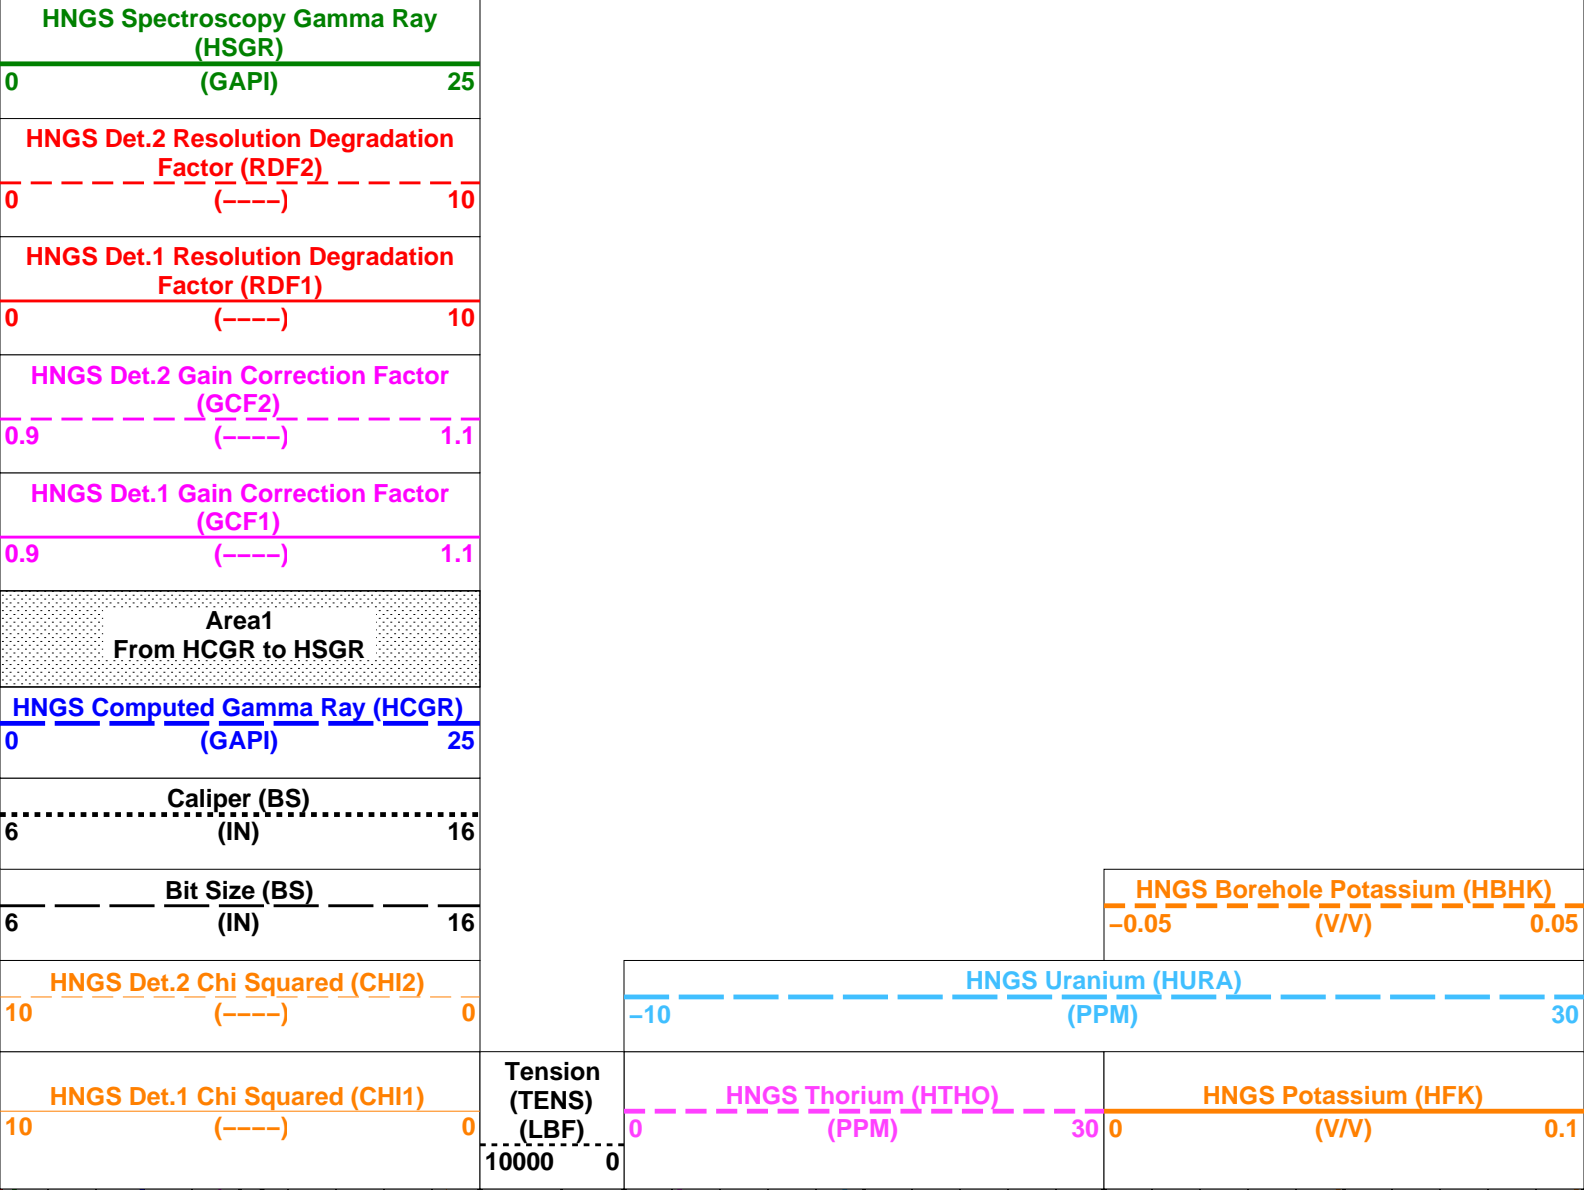 HNGS Spectroscopy Gamma Ray
(HSGR)
0 (GAPI) 25
HNGS Det.2 Resolution Degradation
Factor (RDF2)
0 (----) 10
HNGS Det.1 Resolution Degradation
Factor (RDF1)
0 (----) 10
HNGS Det.2 Gain Correction Factor
(GCF2)
0.9 (----) 1.1
HNGS Det.1 Gain Correction Factor
(GCF1)
0.9 (----) 1.1
Area1
From HCGR to HSGR
HNGS Computed Gamma Ray (HCGR)
0 (GAPI) 25
Caliper (BS)
6 (IN) 16
Bit Size (BS)
6 (IN) 16
HNGS Borehole Potassium (HBHK)
−0.05 (V/V) 0.05
HNGS Det.2 Chi Squared (CHI2)
10 (----) 0
HNGS Uranium (HURA)
−10 (PPM) 30
HNGS Det.1 Chi Squared (CHI1)
10 (----) 0
Tension
(TENS)
(LBF)
10000 0
HNGS Thorium (HTHO)
0 (PPM) 30
HNGS Potassium (HFK)
0 (V/V) 0.1